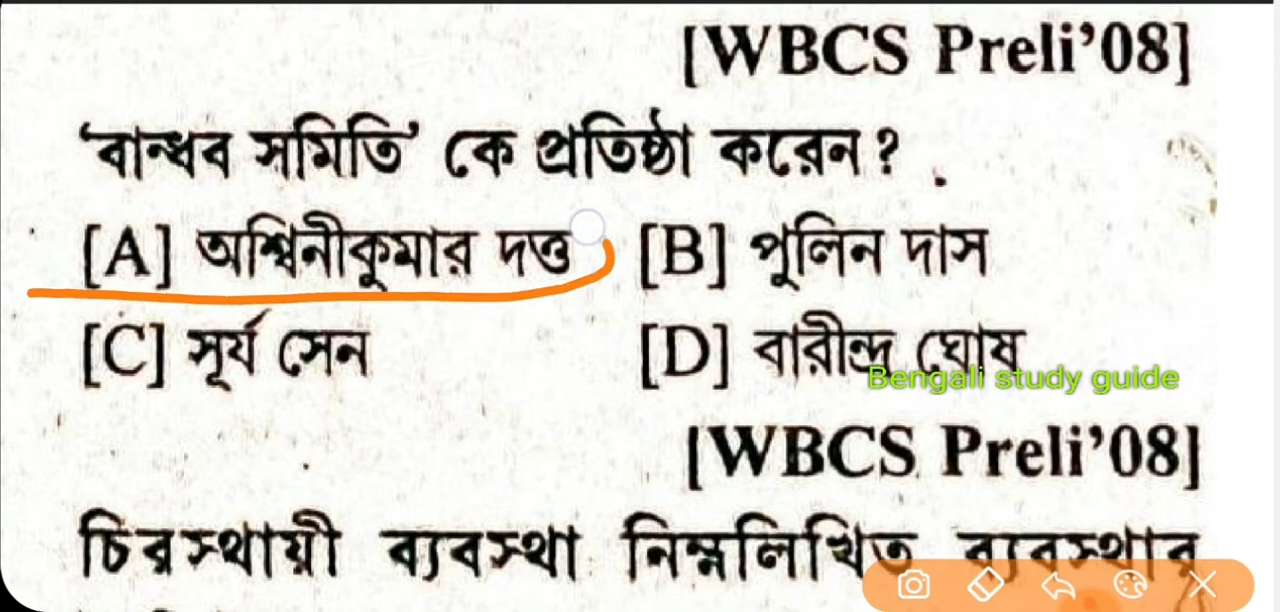 [WBCS Preli’08]
‘বান্ধব সমিতি’ কে প্রতিষ্ঠা করেন ?
[A] অশ্বিনীকুমার দত্ত [B] পুলিন দাস
[C] সূর্য সেন [D] বারীন্দ্র ঘোষ
Bengali study guide
[WBCS Preli’08]
চিরস্থায়ী ব্যবস্থা নিম্নলিখিত ব্যবস্থার